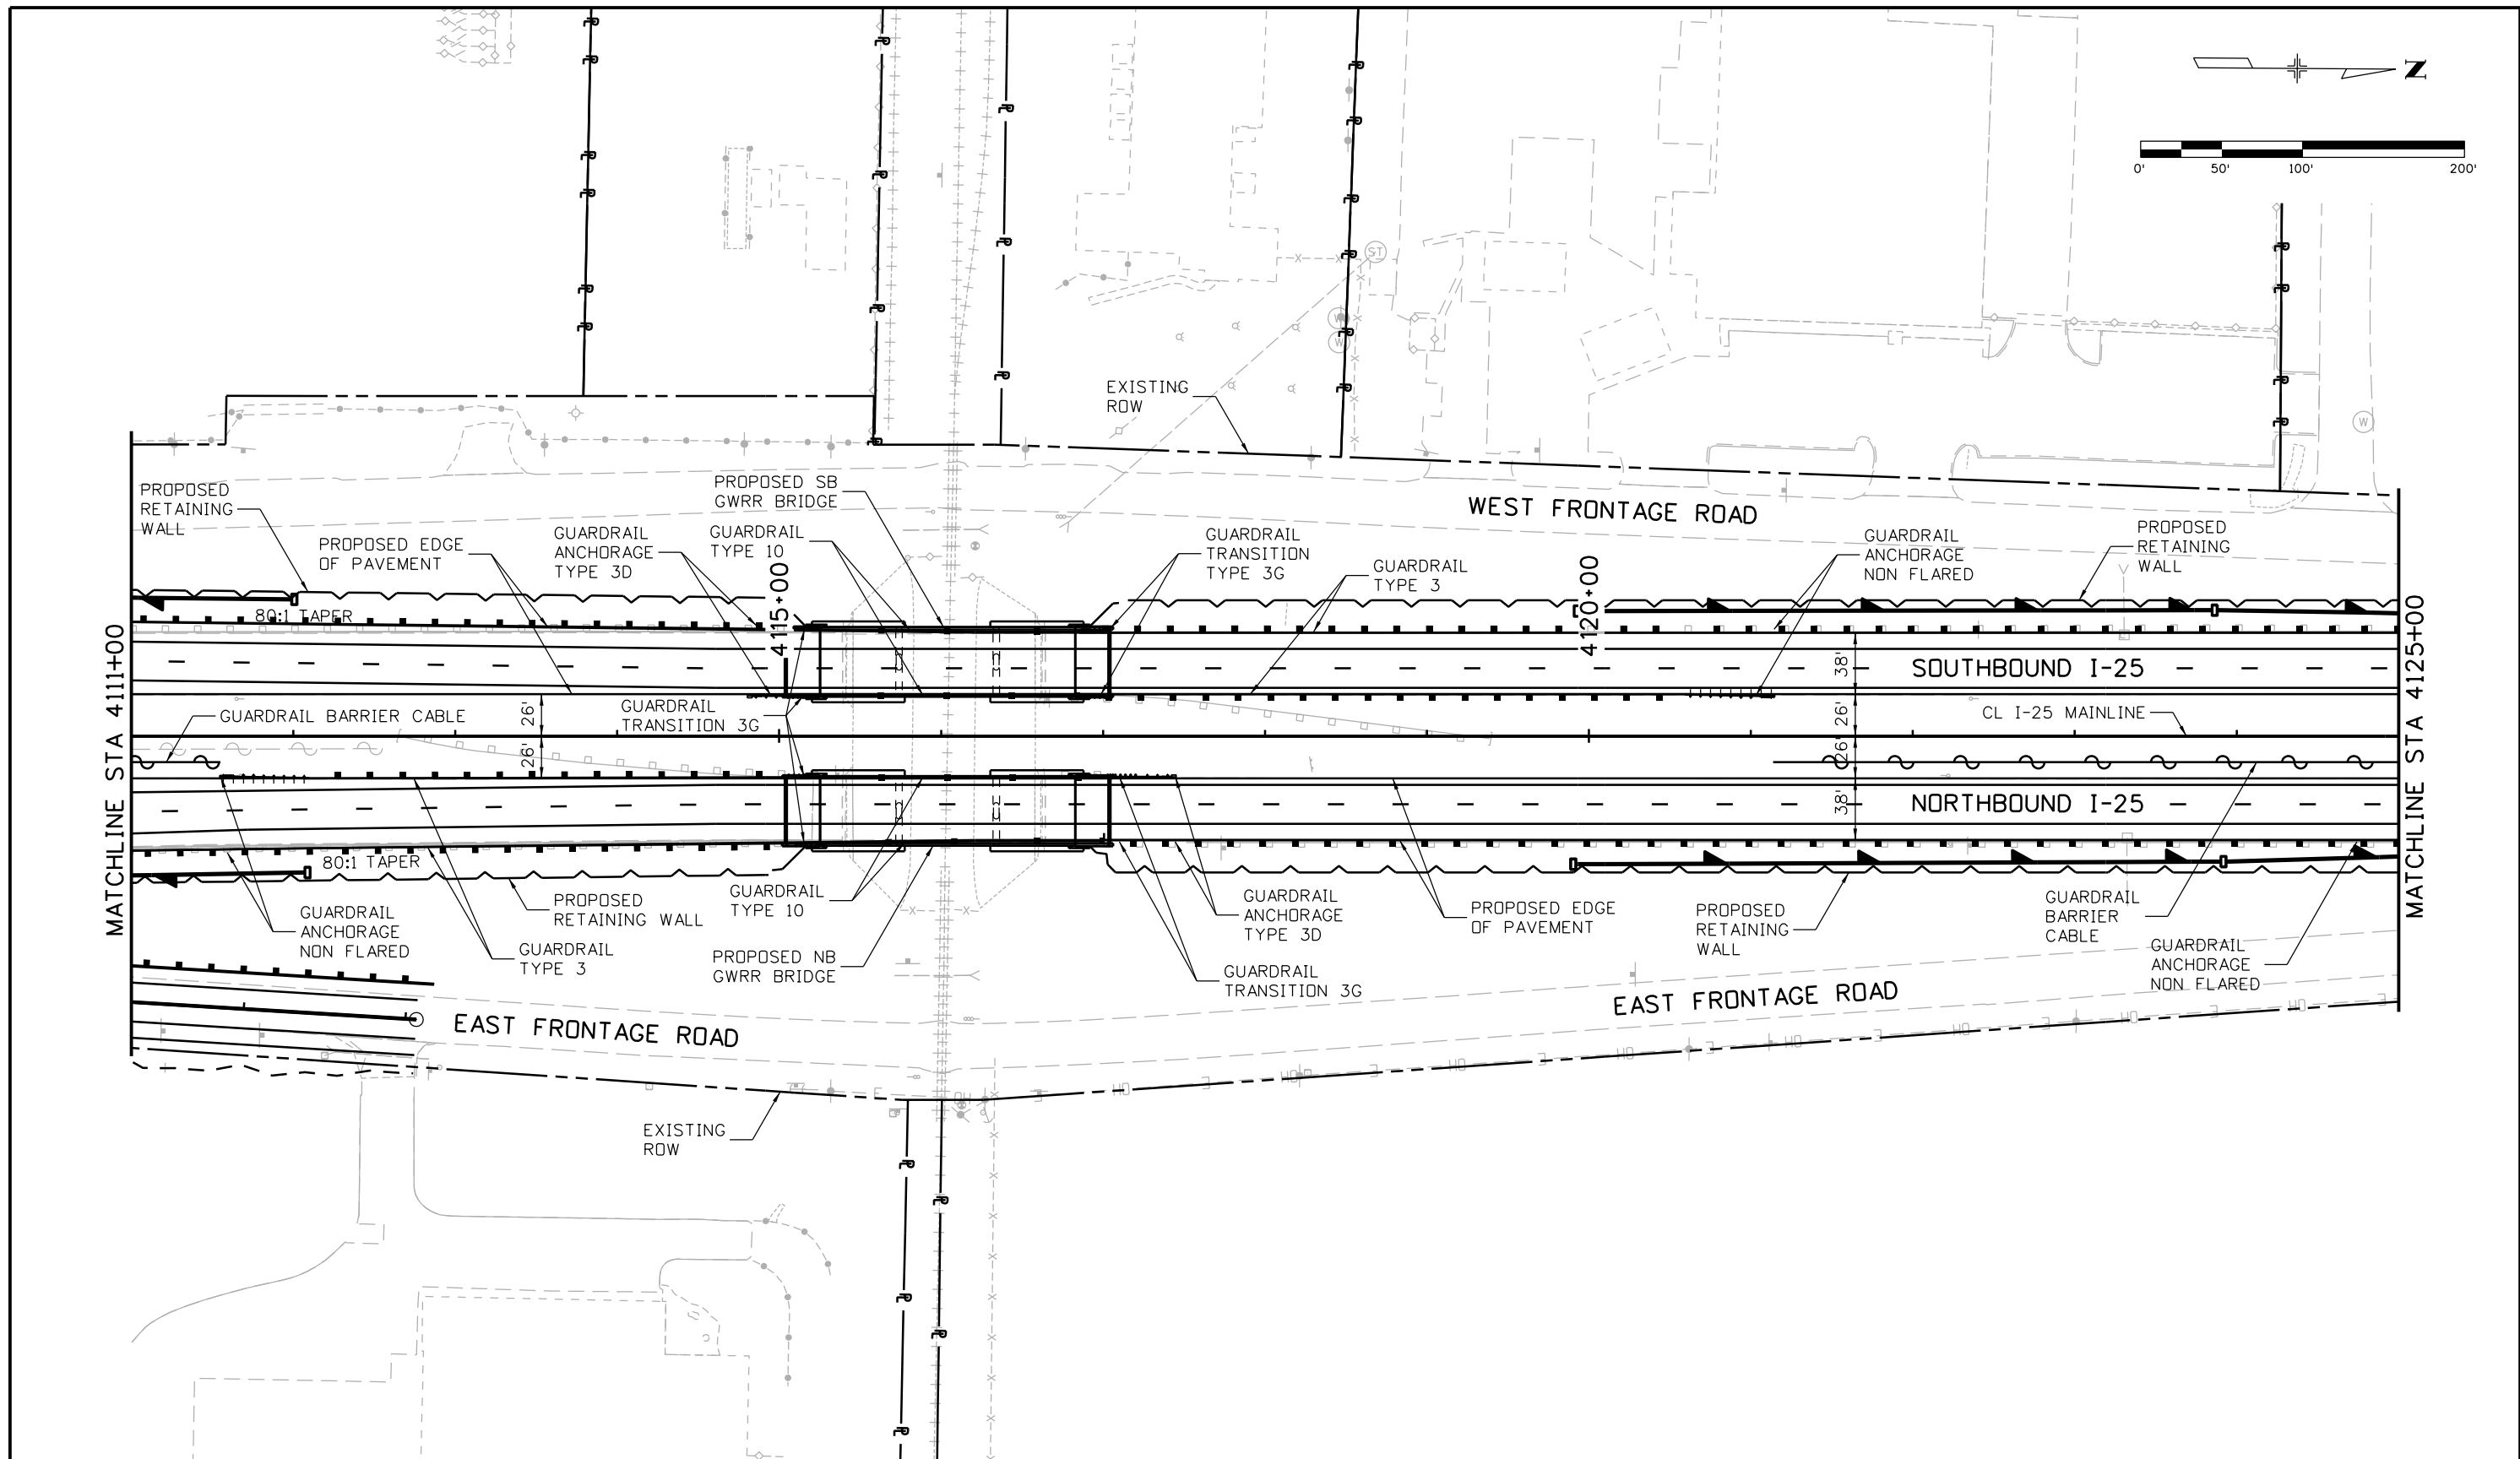 N
0' 50' 100' 200'
ST
W
W
W
EXISTING
ROW
PROPOSED
RETAINING
WALL
PROPOSED EDGE
OF PAVEMENT
GUARDRAIL
ANCHORAGE
TYPE 3D
PROPOSED SB
GWRR BRIDGE
GUARDRAIL
TYPE 10
GUARDRAIL
TRANSITION
TYPE 3G
GUARDRAIL
TYPE 3
WEST FRONTAGE ROAD
GUARDRAIL
ANCHORAGE
NON FLARED
PROPOSED
RETAINING
WALL
80:1 TAPER
4115+00
4120+00
MATCHLINE STA 4111+00
MATCHLINE STA 4125+00
38'
SOUTHBOUND I-25
GUARDRAIL
TRANSITION 3G
GUARDRAIL BARRIER CABLE
26'
26'
CL I-25 MAINLINE
26'
26'
38'
NORTHBOUND I-25
80:1 TAPER
GUARDRAIL
ANCHORAGE
NON FLARED
GUARDRAIL
TYPE 3
PROPOSED
RETAINING WALL
GUARDRAIL
TYPE 10
PROPOSED NB
GWRR BRIDGE
GUARDRAIL
ANCHORAGE
TYPE 3D
GUARDRAIL
TRANSITION 3G
PROPOSED EDGE
OF PAVEMENT
PROPOSED
RETAINING
WALL
GUARDRAIL
BARRIER
CABLE
GUARDRAIL
ANCHORAGE
NON FLARED
EAST FRONTAGE ROAD
EAST FRONTAGE ROAD
EXISTING
ROW